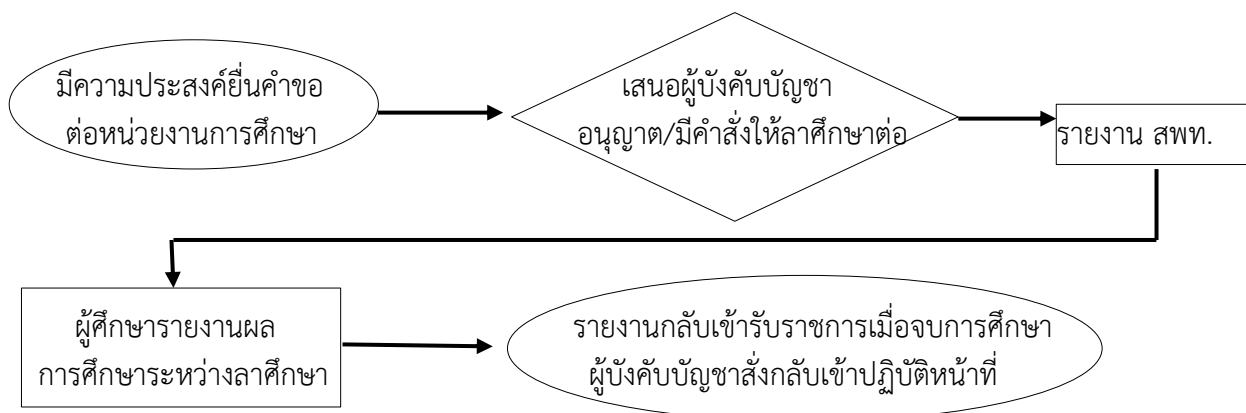 มีความประสงค์ยื่นคำขอ
ต่อหน่วยงานการศึกษา
เสนอผู้บังคับบัญชา
อนุญาต/มีคำสั่งให้ลาศึกษาต่อ
รายงาน สพท.
ผู้ศึกษารายงานผล
การศึกษาระหว่างลาศึกษา
รายงานกลับเข้ารับราชการเมื่อจบการศึกษา
ผู้บังคับบัญชาสั่งกลับเข้าปฏิบัติหน้าที่